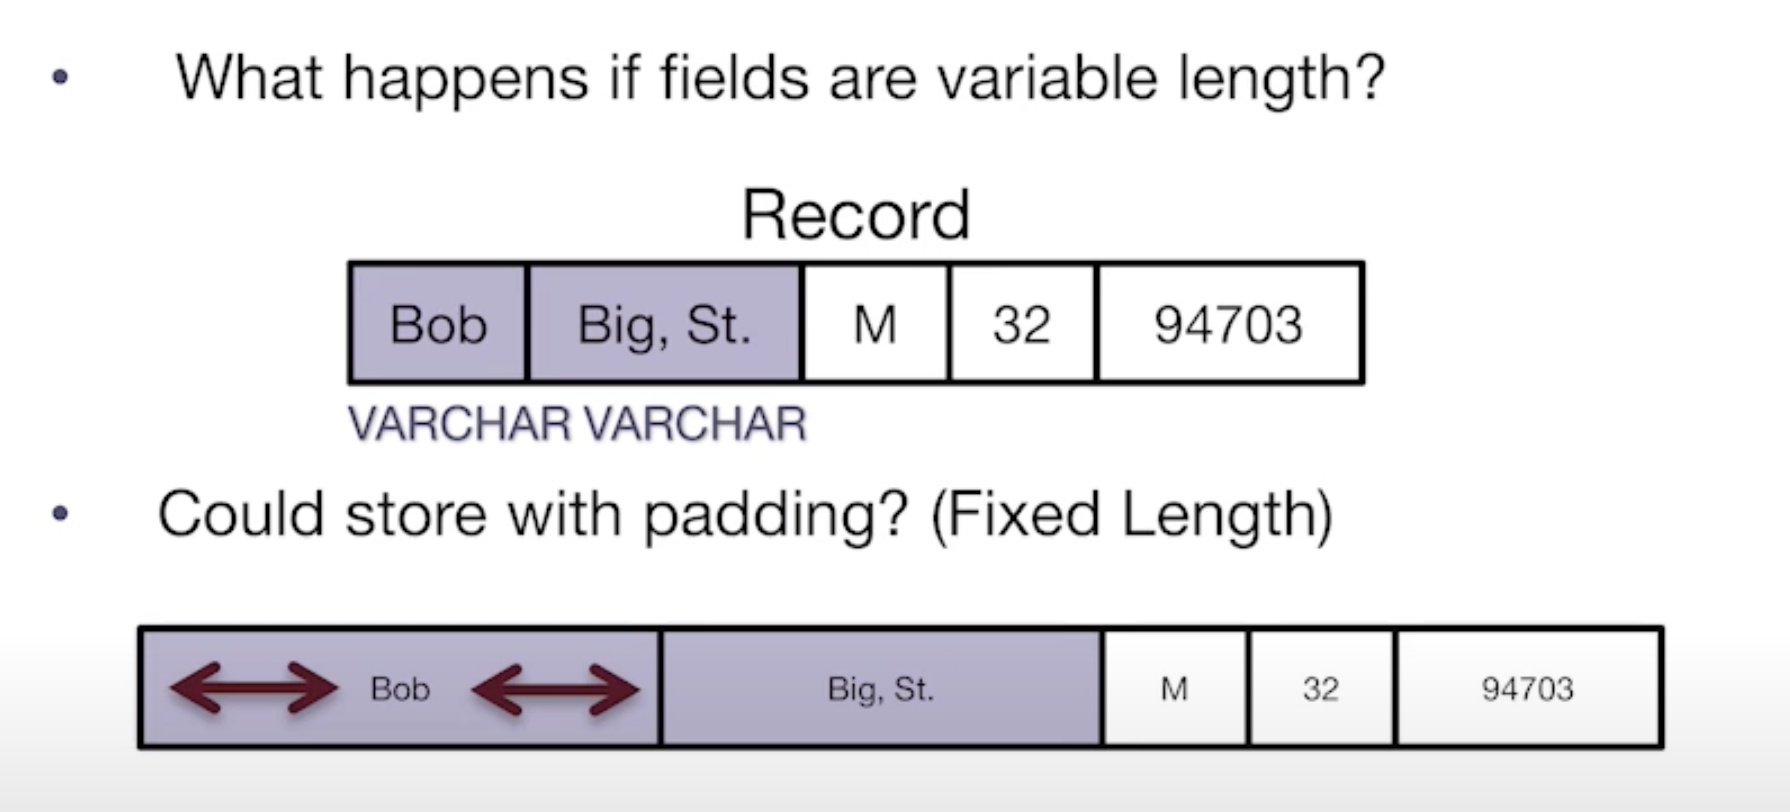 • What happens if fields are variable length?
Record
Bob Big, St. M 32 94703
VARCHAR VARCHAR
• Could store with padding? (Fixed Length)
Bob Big, St. M 32 94703